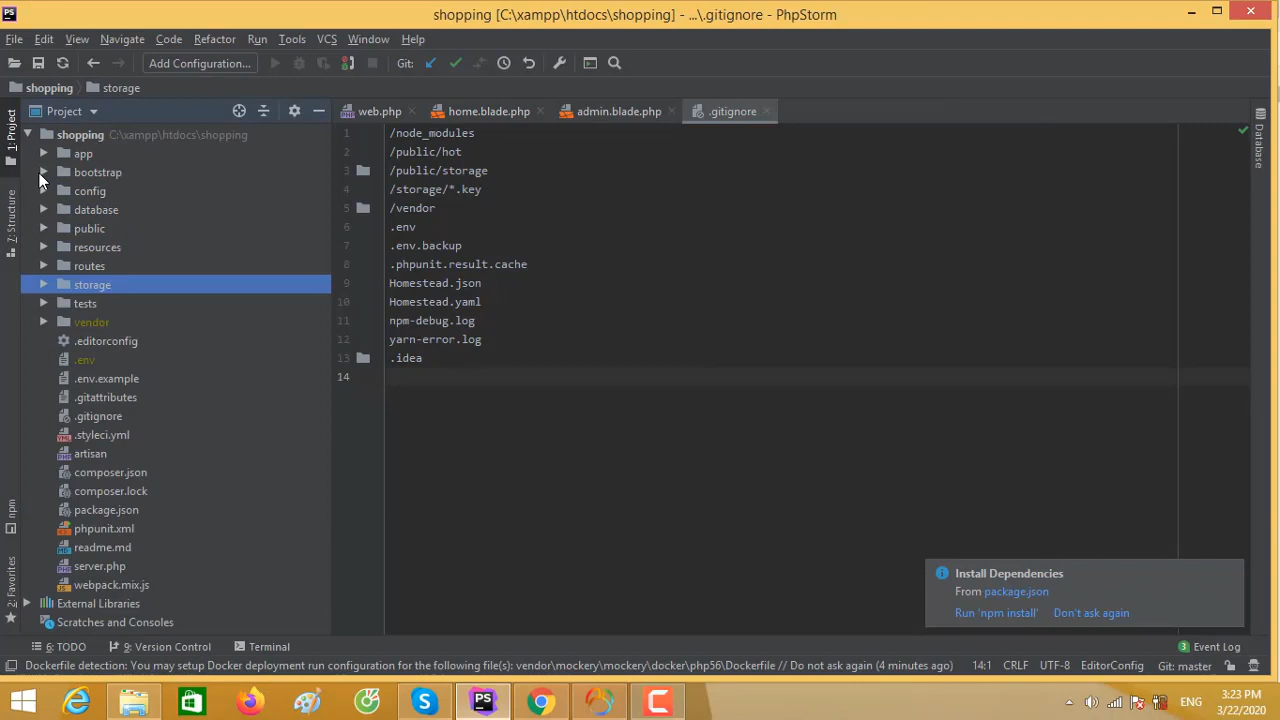 shopping [C:\xampp\htdocs\shopping] - ...\.gitignore - PhpStorm
File Edit View Navigate Code Refactor Run Tools VCS Window Help
Add Configuration... Git:
shopping storage
Project web.php home.blade.php admin.blade.php .gitignore
1: Project
7: Structure
npm
2: Favorites
Database
shopping C:\xampp\htdocs\shopping
app
bootstrap
config
database
public
resources
routes
storage
tests
vendor
.editorconfig
.env
.env.example
.gitattributes
.gitignore
.styleci.yml
artisan
composer.json
composer.lock
package.json
phpunit.xml
readme.md
server.php
webpack.mix.js
External Libraries
Scratches and Consoles
1 /node_modules
2 /public/hot
3 /public/storage
4 /storage/*.key
5 /vendor
6 .env
7 .env.backup
8 .phpunit.result.cache
9 Homestead.json
10 Homestead.yaml
11 npm-debug.log
12 yarn-error.log
13 .idea
14
Install Dependencies
From package.json
Run 'npm install' Don't ask again
6: TODO 9: Version Control Terminal 3 Event Log
Dockerfile detection: You may setup Docker deployment run configuration for the following file(s): vendor\mockery\mockery\docker\php56\Dockerfile // Do not ask again (4 minutes ago) 14:1 CRLF UTF-8 EditorConfig Git: master
ENG 3:23 PM
3/22/2020